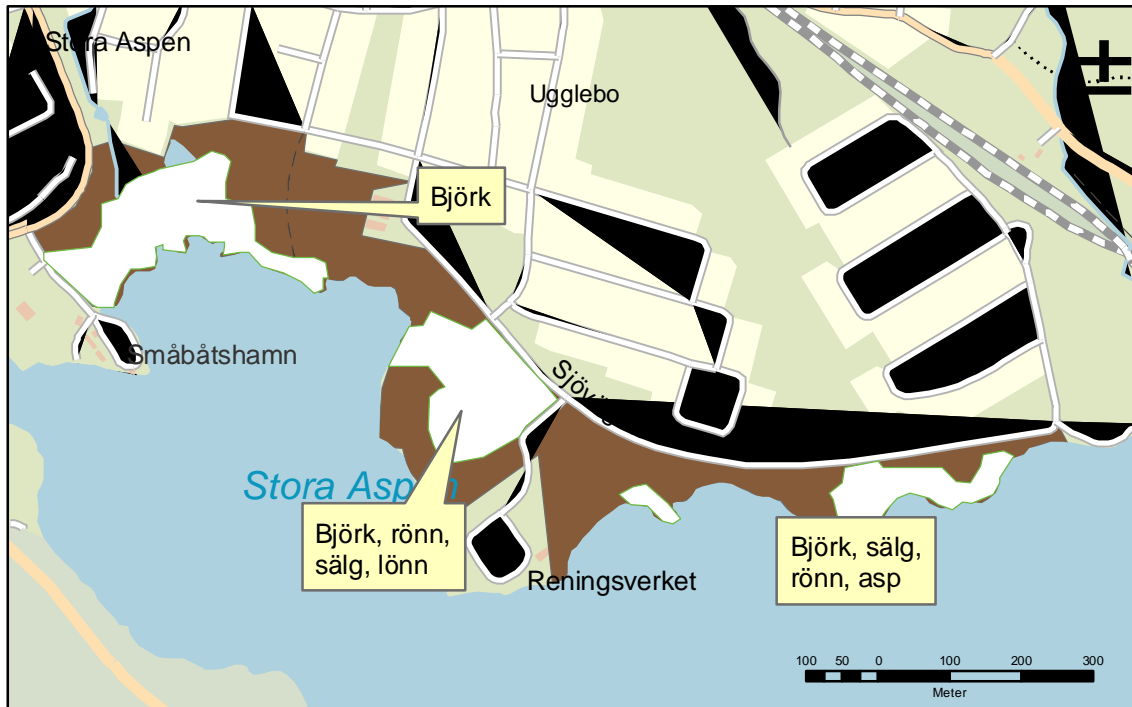 Stora Aspen
Ugglebo
Björk
Småbåtshamn
Stora Aspen
Björk, rönn,
sälg, lönn
Björk, sälg,
rönn, asp
Reningsverket
100 50 0 100 200 300
Meter